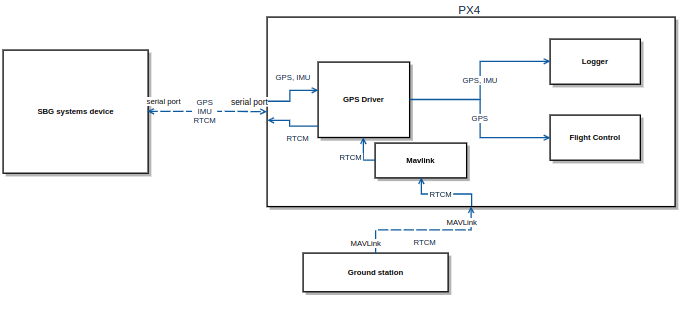 PX4
SBG systems device
serial port
GPS
IMU
RTCM
serial port
GPS, IMU
RTCM
GPS Driver
GPS, IMU
GPS
Logger
Flight Control
RTCM
Mavlink
RTCM
MAVLink
MAVLink
RTCM
Ground station